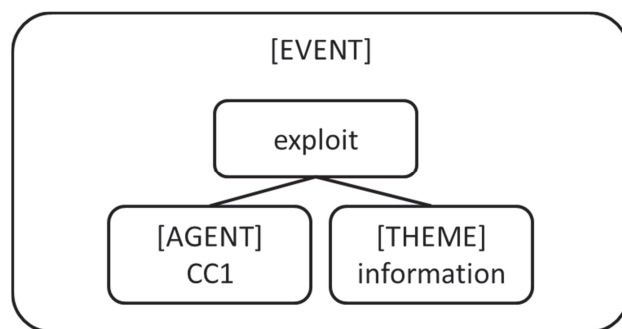 [EVENT]
exploit
[AGENT]
CC1
[THEME]
information